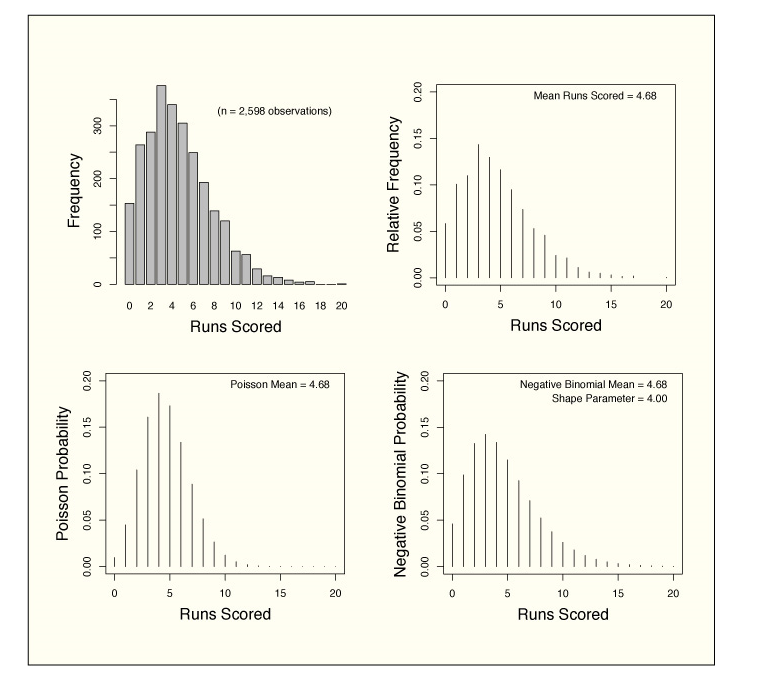 (n = 2,598 observations)
Frequency
0 100 200 300
0 2 4 6 8 10 12 14 16 18 20
Runs Scored
Mean Runs Scored = 4.68
Relative Frequency
0.00 0.05 0.10 0.15 0.20
0 5 10 15 20
Runs Scored
Poisson Mean = 4.68
Poisson Probability
0.00 0.05 0.10 0.15 0.20
0 5 10 15 20
Runs Scored
Negative Binomial Mean = 4.68
Shape Parameter = 4.00
Negative Binomial Probability
0.00 0.05 0.10 0.15 0.20
0 5 10 15 20
Runs Scored